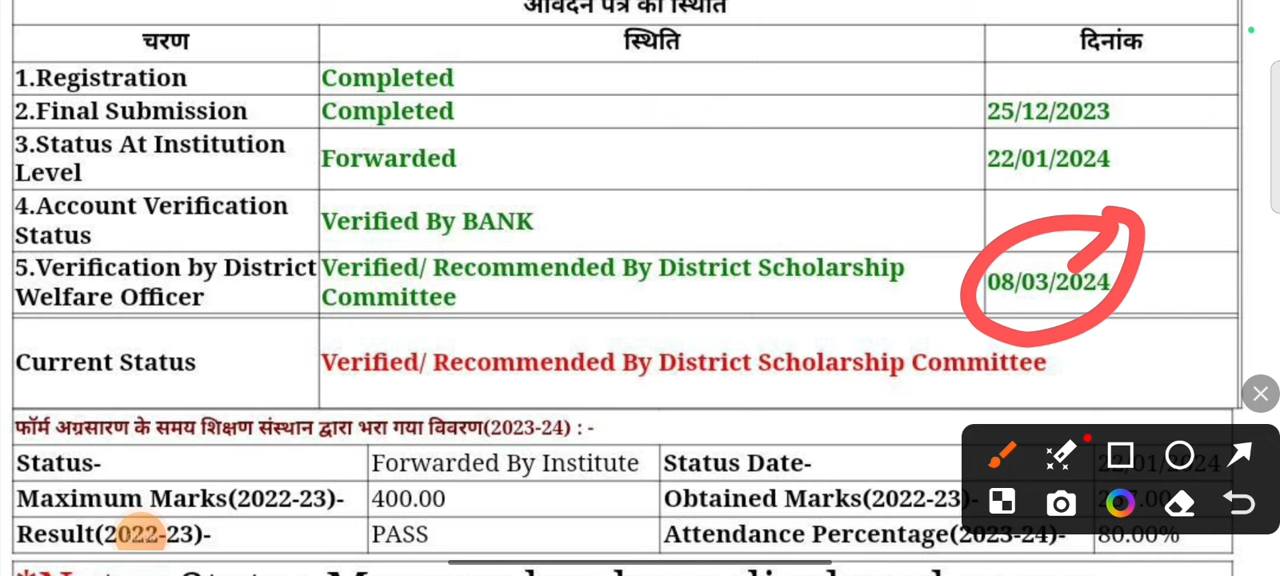 आवेदन पत्र की स्थिति
चरण स्थिति दिनांक
1.Registration Completed
2.Final Submission Completed 25/12/2023
3.Status At Institution Level Forwarded 22/01/2024
4.Account Verification Status Verified By BANK
5.Verification by District Welfare Officer Verified/ Recommended By District Scholarship Committee 08/03/2024
Current Status Verified/ Recommended By District Scholarship Committee
फॉर्म अग्रसारण के समय शिक्षण संस्थान द्वारा भरा गया विवरण(2023-24) : -
Status- Forwarded By Institute Status Date- 22/01/2024
Maximum Marks(2022-23)- 400.00 Obtained Marks(2022-23)-
Result(2022-23)- PASS Attendance Percentage(2023-24)- 80.00%